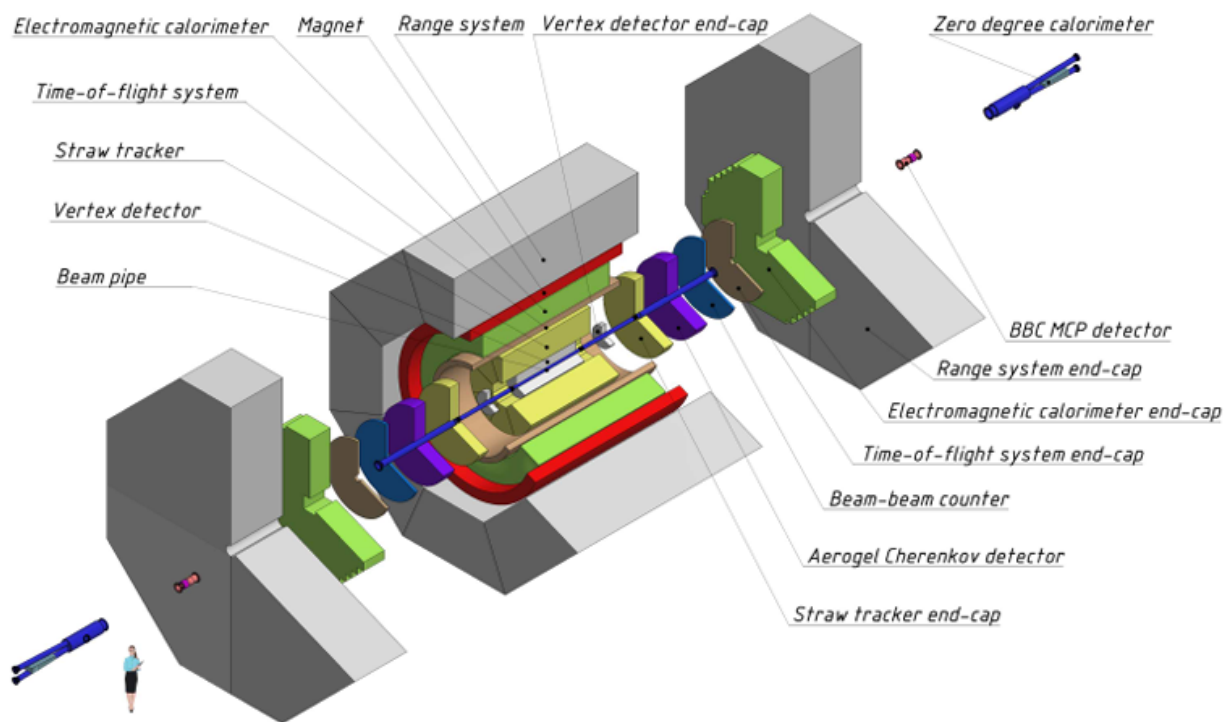 Electromagnetic calorimeter
Magnet
Range system
Vertex detector end-cap
Zero degree calorimeter
Time-of-flight system
Straw tracker
Vertex detector
Beam pipe
BBC MCP detector
Range system end-cap
Electromagnetic calorimeter end-cap
Time-of-flight system end-cap
Beam-beam counter
Aerogel Cherenkov detector
Straw tracker end-cap